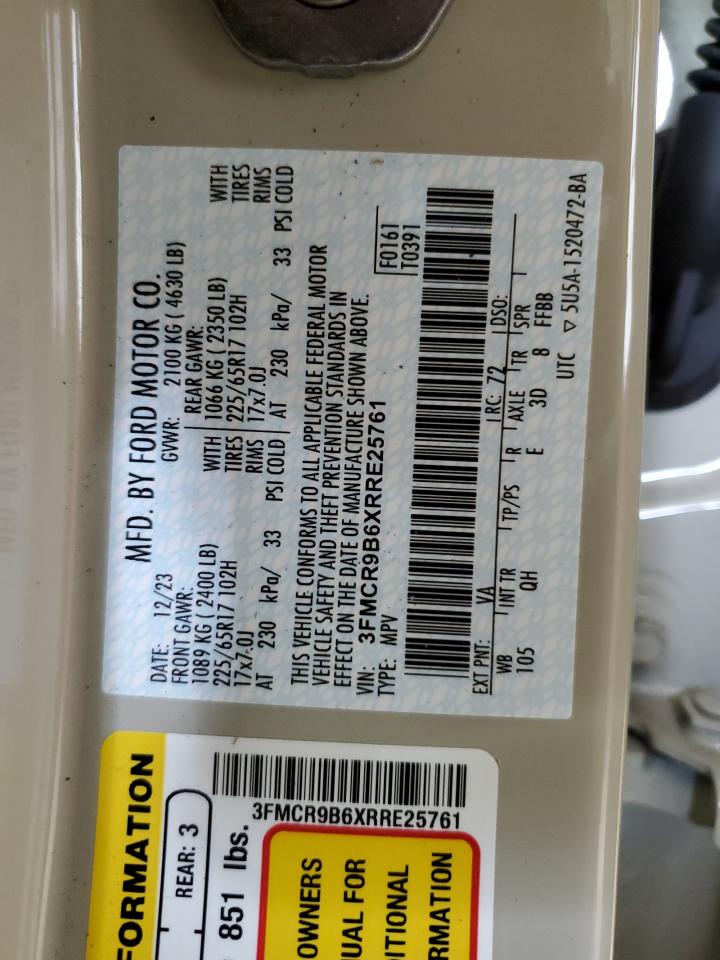 MFD. BY FORD MOTOR CO.
DATE: 12/23 GVWR: 2100 KG ( 4630 LB)
FRONT GAWR: REAR GAWR:
1089 KG ( 2400 LB) WITH 1066 KG ( 2350 LB) WITH
225/65R17 102H TIRES 225/65R17 102H TIRES
17x7.0J RIMS 17x7.0J RIMS
AT 230 kPa/ 33 PSI COLD AT 230 kPa/ 33 PSI COLD
THIS VEHICLE CONFORMS TO ALL APPLICABLE FEDERAL MOTOR
VEHICLE SAFETY AND THEFT PREVENTION STANDARDS IN
EFFECT ON THE DATE OF MANUFACTURE SHOWN ABOVE.
VIN: 3FMCR9B6XRRE25761 F0161
TYPE: MPV T0391
EXT PNT: VA RC: 72 DSO:
WB INT TR TP/PS R AXLE TR SPR
105 QH E 3D 8 FFBB
UTC ▽ 5U5A-1520472-BA
FORMATION
REAR: 3
851 lbs.
3FMCR9B6XRRE25761
OWNERS
UAL FOR
ITIONAL
RMATION